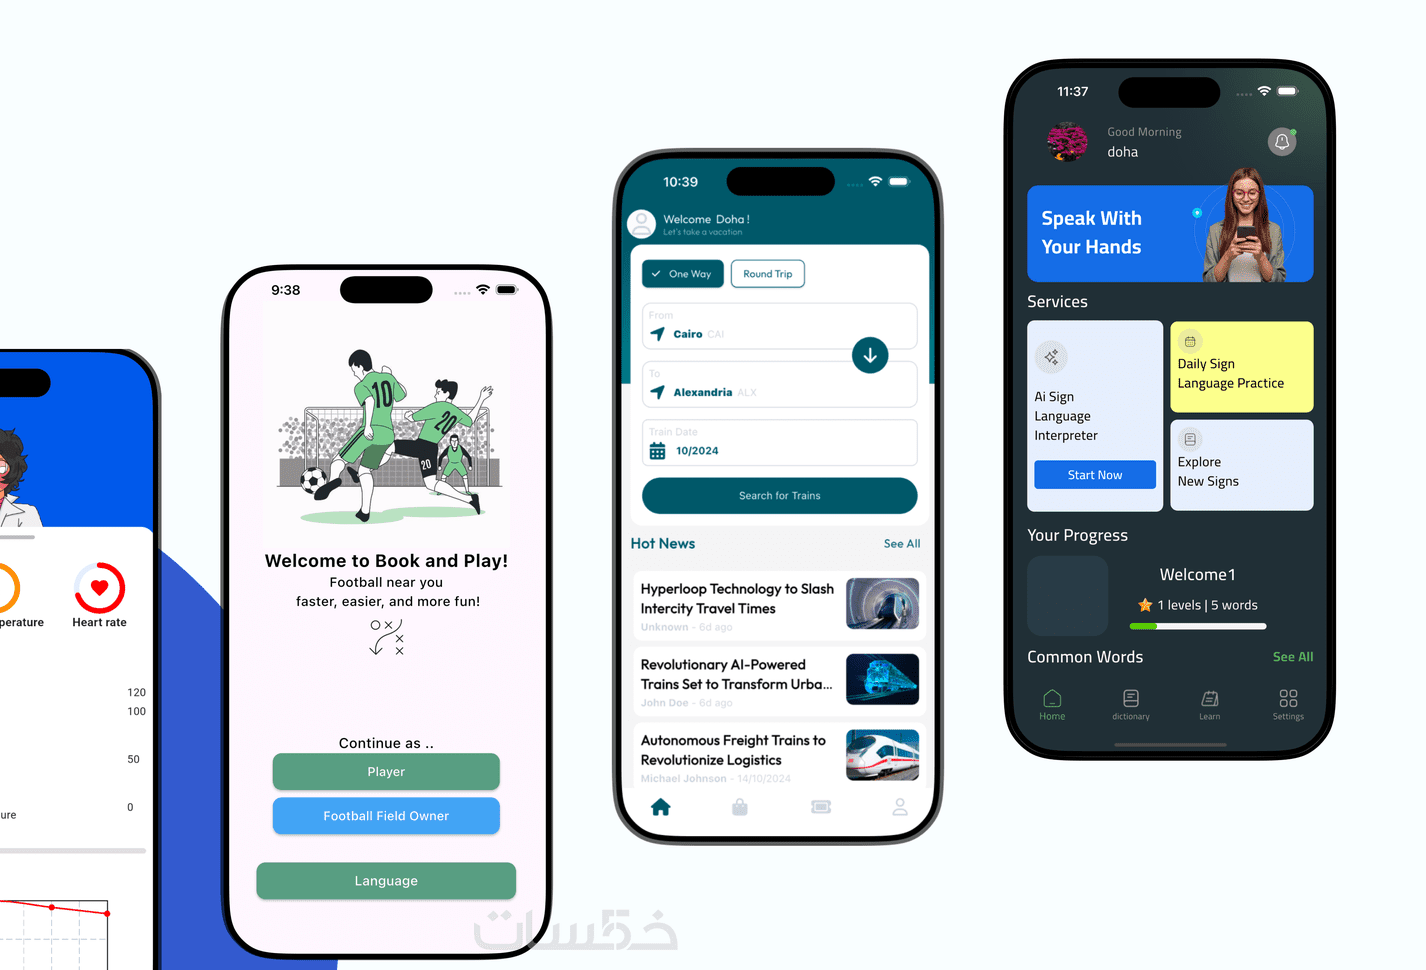 perature
Heart rate
120
100
50
0
ure
9:38
10
20
20
Welcome to Book and Play!
Football near you
faster, easier, and more fun!
Continue as ..
Player
Football Field Owner
Language
10:39
Welcome Doha !
Let's take a vacation
One Way
Round Trip
From
Cairo CAI
To
Alexandria ALX
Train Date
10/2024
Search for Trains
Hot News
See All
Hyperloop Technology to Slash
Intercity Travel Times
Unknown - 6d ago
Revolutionary AI-Powered
Trains Set to Transform Urba...
John Doe - 6d ago
Autonomous Freight Trains to
Revolutionize Logistics
Michael Johnson - 14/10/2024
11:37
Good Morning
doha
Speak With
Your Hands
Services
Ai Sign
Language
Interpreter
Start Now
Daily Sign
Language Practice
Explore
New Signs
Your Progress
Welcome1
1 levels | 5 words
Common Words
See All
Home
dictionary
Learn
Settings
خمسات